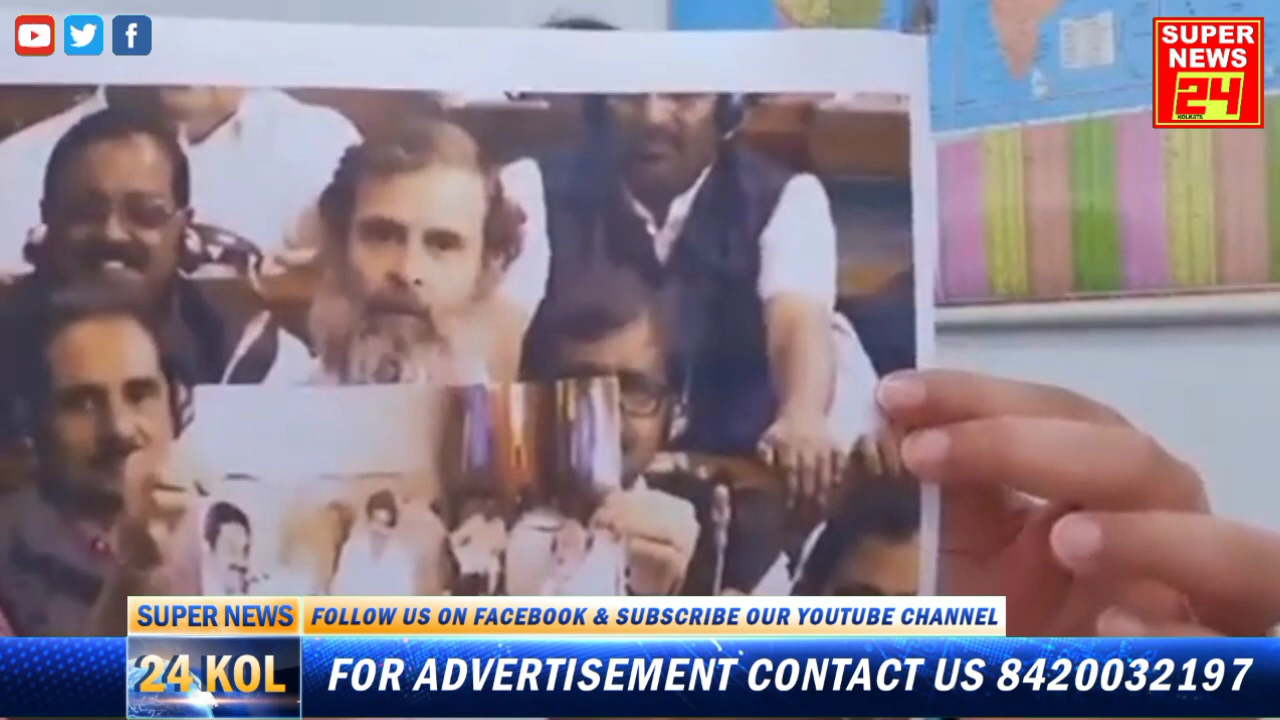 SUPER
NEWS
24
KOLKATA
SUPER NEWS
FOLLOW US ON FACEBOOK & SUBSCRIBE OUR YOUTUBE CHANNEL
24 KOL
FOR ADVERTISEMENT CONTACT US 8420032197